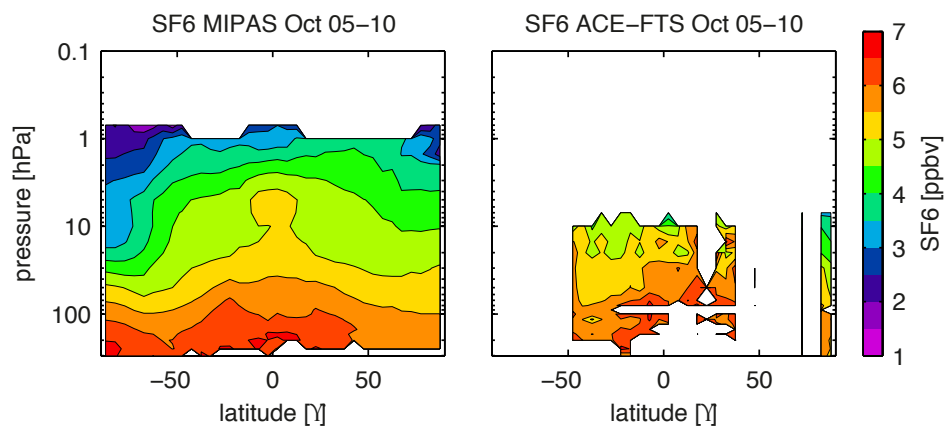 SF6 MIPAS Oct 05−10
SF6 ACE−FTS Oct 05−10
0.1
1
10
100
pressure [hPa]
−50
0
50
latitude [ϒ]
−50
0
50
latitude [ϒ]
7
6
5
4
3
2
1
SF6 [ppbv]